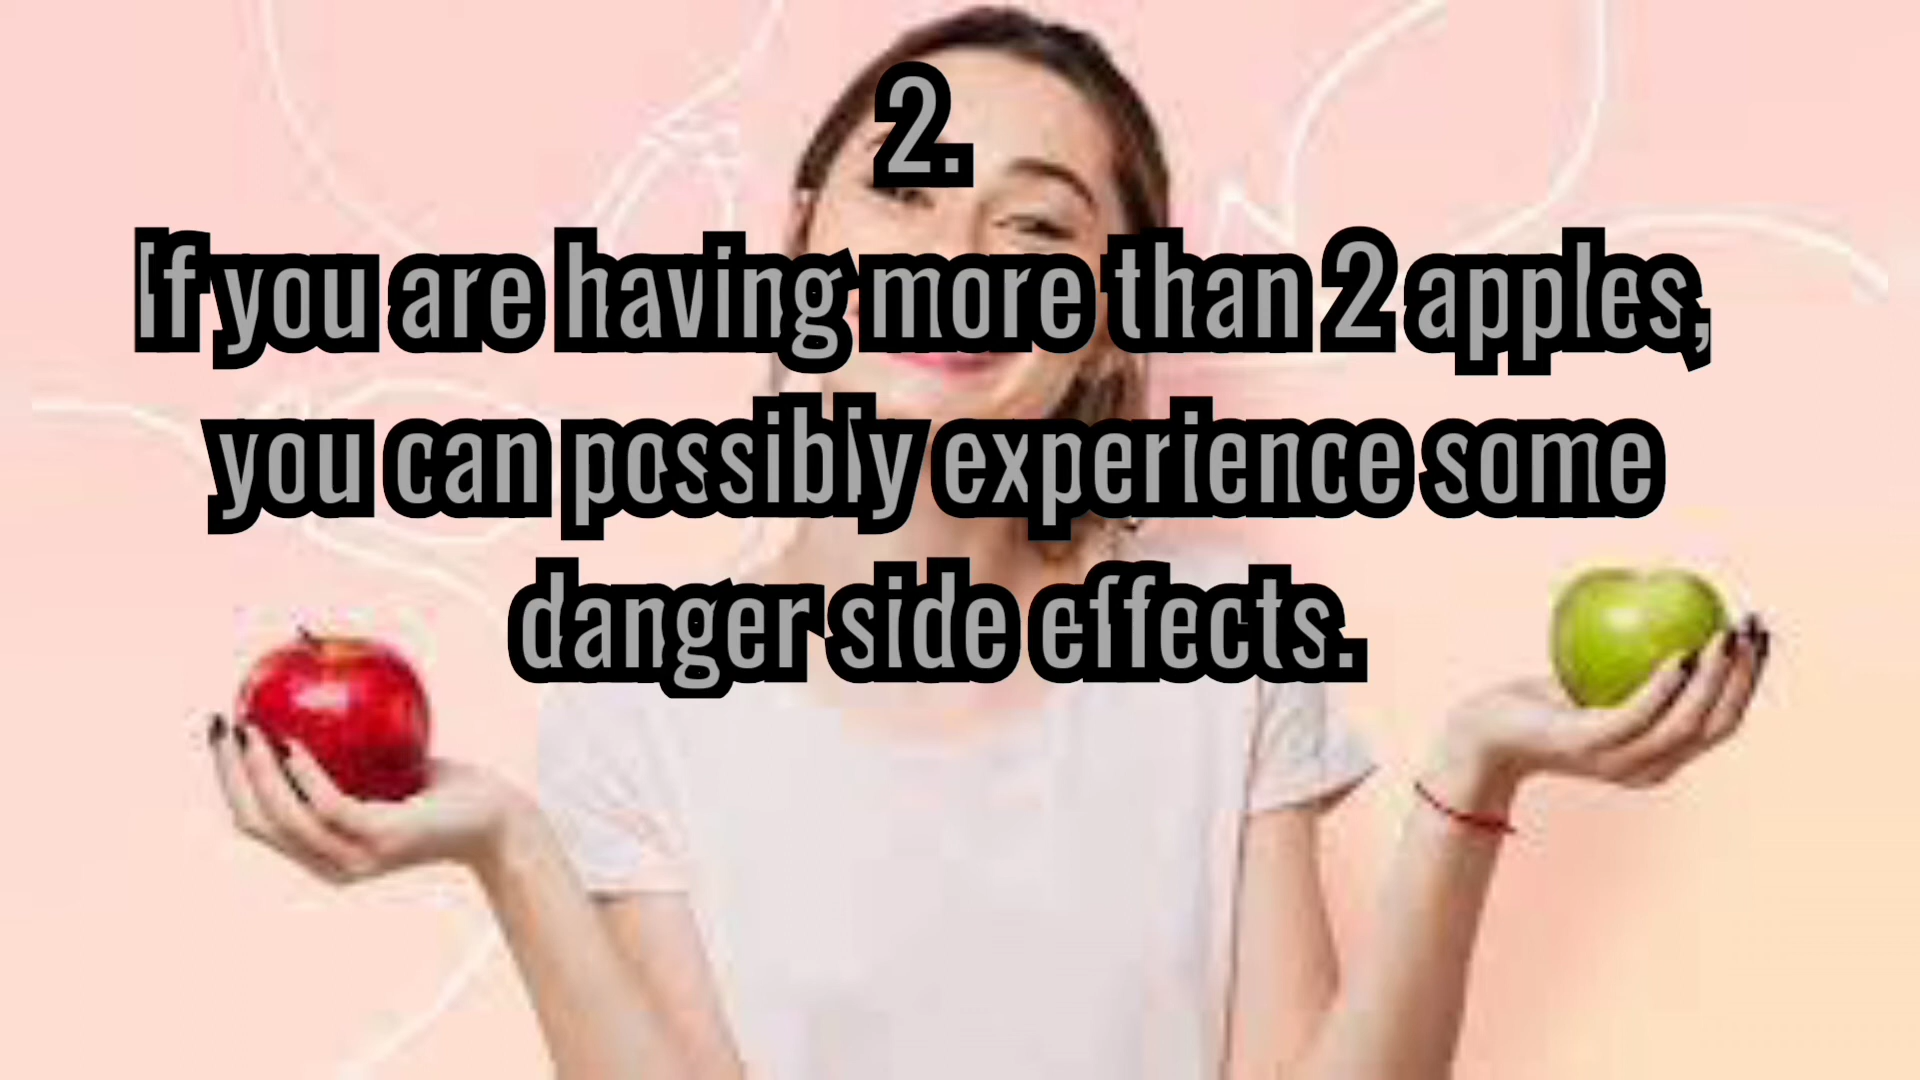 2.
If you are having more than 2 apples,
you can possibly experience some
danger side effects.